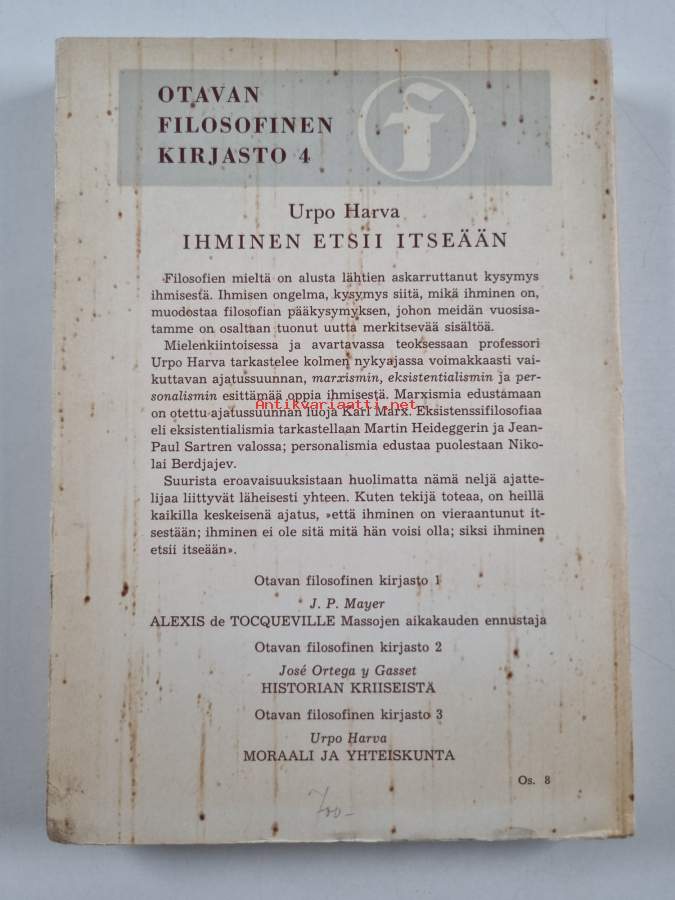 OTAVAN
FILOSOFINEN
KIRJASTO 4
Urpo Harva
IHMINEN ETSII ITSEÄÄN
Filosofien mieltä on alusta lähtien askarruttanut kysymys
ihmisestä. Ihmisen ongelma, kysymys siitä, mikä ihminen on,
muodostaa filosofian pääkysymyksen, johon meidän vuosisa-
tamme on osaltaan tuonut uutta merkitsevää sisältöä.
Mielenkiintoisessa ja avartavassa teoksessaan professori
Urpo Harva tarkastelee kolmen nykyajassa voimakkaasti vai-
kuttavan ajatussuunnan, marxismin, eksistentialismin ja per-
sonalismin esittämää oppia ihmisestä. Marxismia edustamaan
Antikvariaatti.net
on otettu ajatussuunnan luoja Karl Marx. Eksistenssifilosofiaa
eli eksistentialismia tarkastellaan Martin Heideggerin ja Jean-
Paul Sartren valossa; personalismia edustaa puolestaan Niko-
lai Berdjajev.
Suurista eroavaisuuksistaan huolimatta nämä neljä ajatte-
lijaa liittyvät läheisesti yhteen. Kuten tekijä toteaa, on heillä
kaikilla keskeisenä ajatus, »että ihminen on vieraantunut it-
sestään; ihminen ei ole sitä mitä hän voisi olla; siksi ihminen
etsii itseään».
Otavan filosofinen kirjasto 1
J. P. Mayer
ALEXIS de TOCQUEVILLE Massojen aikakauden ennustaja
Otavan filosofinen kirjasto 2
José Ortega y Gasset
HISTORIAN KRIISEISTÄ
Otavan filosofinen kirjasto 3
Urpo Harva
MORAALI JA YHTEISKUNTA
Os. 8
700-